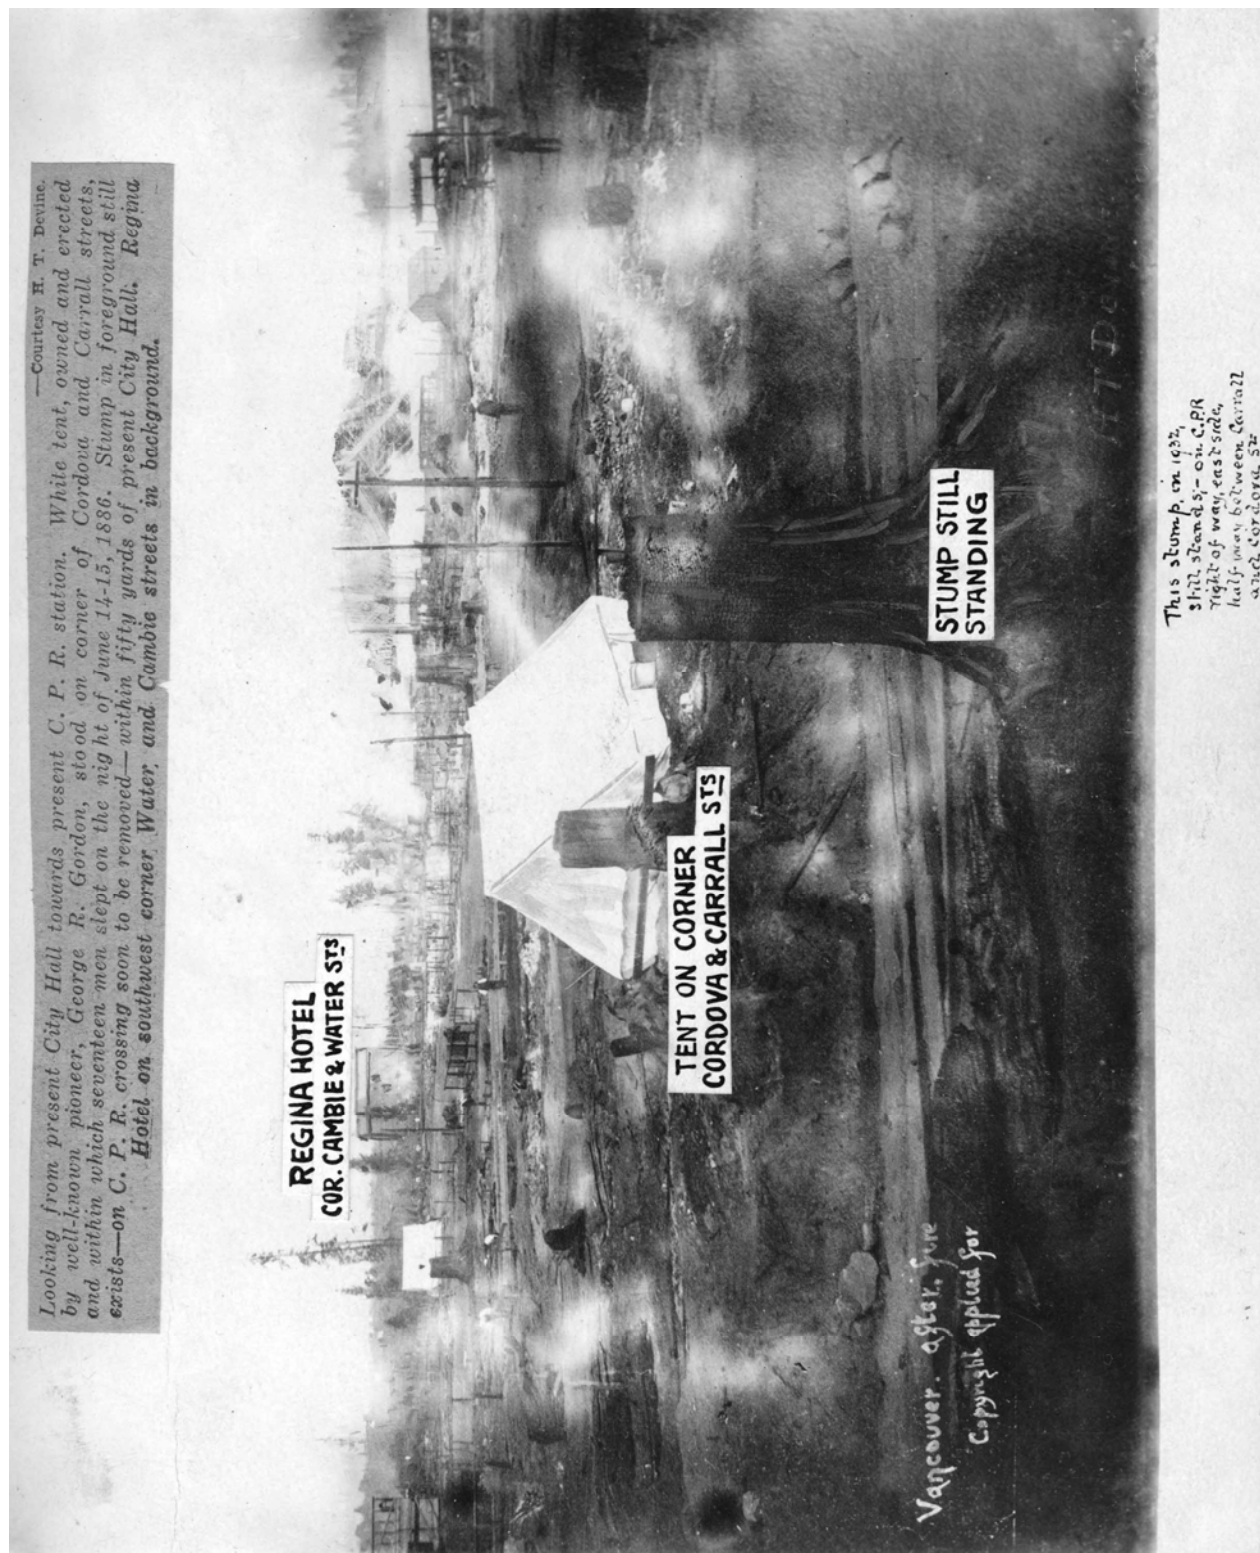 Looking from present City Hall towards present C. P. R. station. White tent, owned and erected
by well-known pioneer, George R. Gordon, stood on corner of Cordova and Carrall streets,
and within which seventeen men slept on the night of June 14-15, 1886. Stump in foreground still
exists—on C. P. R. crossing soon to be removed—within fifty yards of present City Hall. Regina
Hotel on southwest corner Water, and Cambie streets in background.
—Courtesy H. T. Devine.
REGINA HOTEL
COR. CAMBIE & WATER STS
TENT ON CORNER
CORDOVA & CARRALL STS
STUMP STILL
STANDING
Vancouver. after. fire
Copyright applied for
H T Devine
This stump in 1932,
still stands;- on C.P.R
right of way, east side,
half way between Carrall
and Cordova Sts